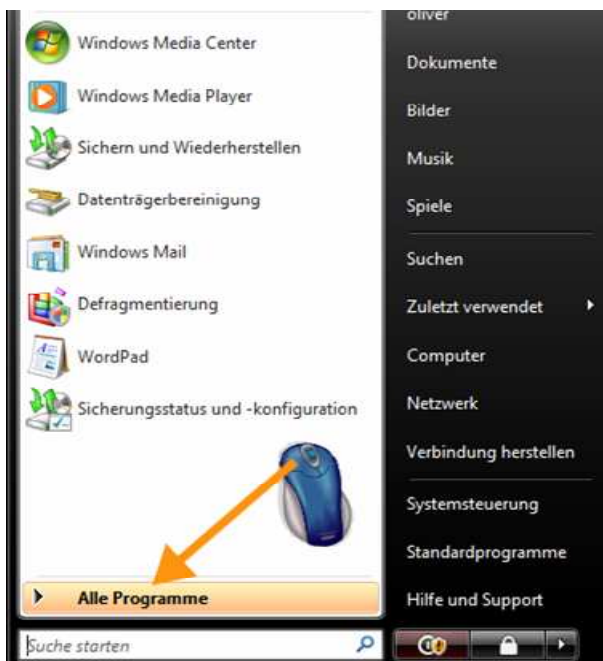 Windows Media Center
Windows Media Player
Sichern und Wiederherstellen
Datenträgerbereinigung
Windows Mail
Defragmentierung
WordPad
Sicherungsstatus und -konfiguration
Alle Programme
Suche starten
oliver
Dokumente
Bilder
Musik
Spiele
Suchen
Zuletzt verwendet
Computer
Netzwerk
Verbindung herstellen
Systemsteuerung
Standardprogramme
Hilfe und Support